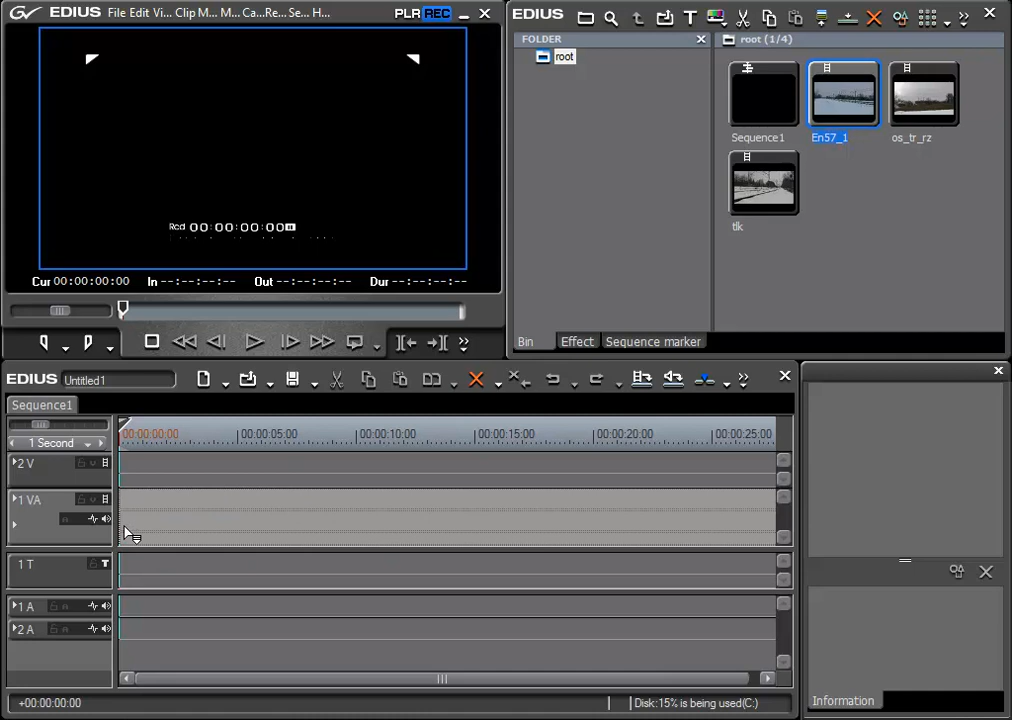 EDIUS File Edit Vi... Clip M... M... Ca...Re... Se... H... PLR REC
Rcd 00:00:00:00
Cur 00:00:00:00 In --:--:--:-- Out --:--:--:-- Dur --:--:--:--
EDIUS
FOLDER
root
root (1/4)
Sequence1
En57_1
os_tr_rz
tlk
Bin Effect Sequence marker
EDIUS Untitled1
Sequence1
1 Second
00:00:00:00 00:00:05:00 00:00:10:00 00:00:15:00 00:00:20:00 00:00:25:00
2 V
1 VA
1 T T
1 A
2 A
+00:00:00:00 Disk:15% is being used(C:)
Information